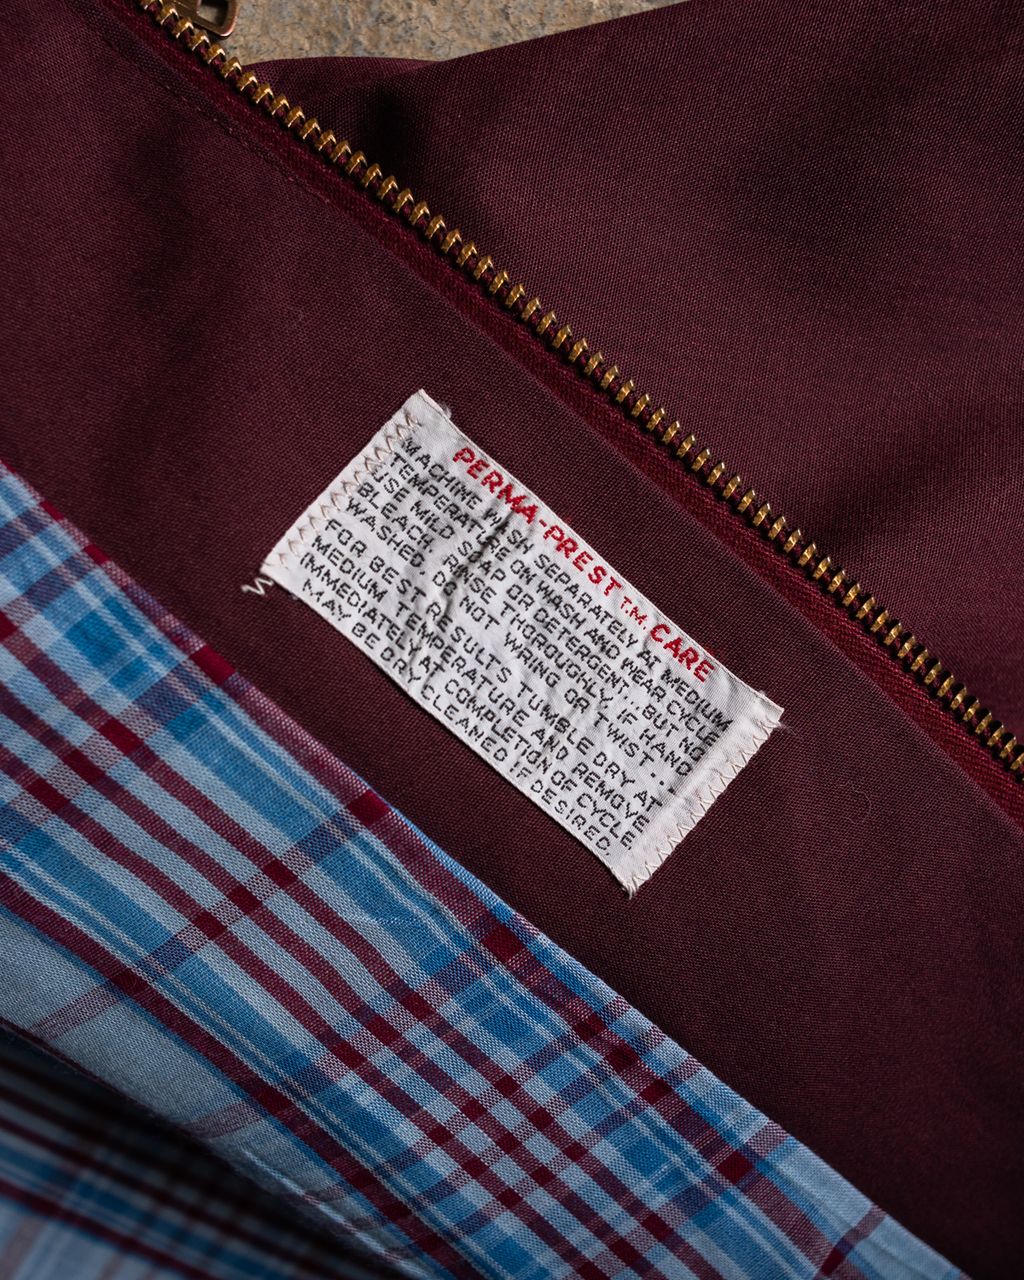 PERMA-PREST T.M. CARE
MACHINE WASH SEPARATELY AT MEDIUM
TEMPERATURE ON WASH AND WEAR CYCLE
USE MILD SOAP OR DETERGENT, BUT NO
BLEACH RINSE THOROUGHLY, IF HAND
WASHED DO NOT WRING OR TWIST..
FOR BEST RESULTS TUMBLE DRY AT
MEDIUM TEMPERATURE AND REMOVE
IMMEDIATELY AT COMPLETION OF CYCLE,
MAY BE DRY CLEANED IF DESIRED,